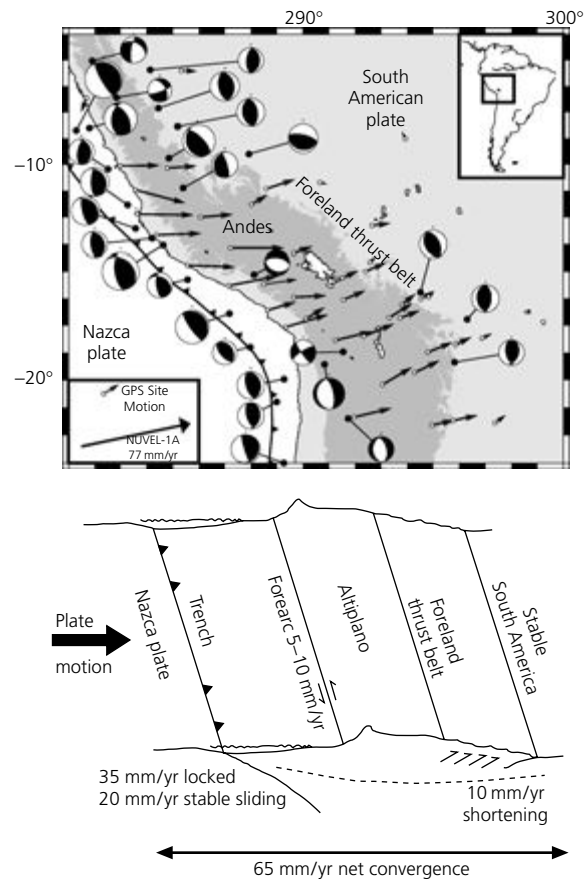 290°
300°
South
American
plate
−10°
Foreland thrust belt
Andes
Nazca
plate
−20°
GPS Site
Motion
NUVEL-1A
77 mm/yr
Plate
motion
Nazca plate
Trench
Forearc 5–10 mm/yr
Altiplano
Foreland
thrust belt
Stable
South America
35 mm/yr locked
20 mm/yr stable sliding
10 mm/yr
shortening
65 mm/yr net convergence